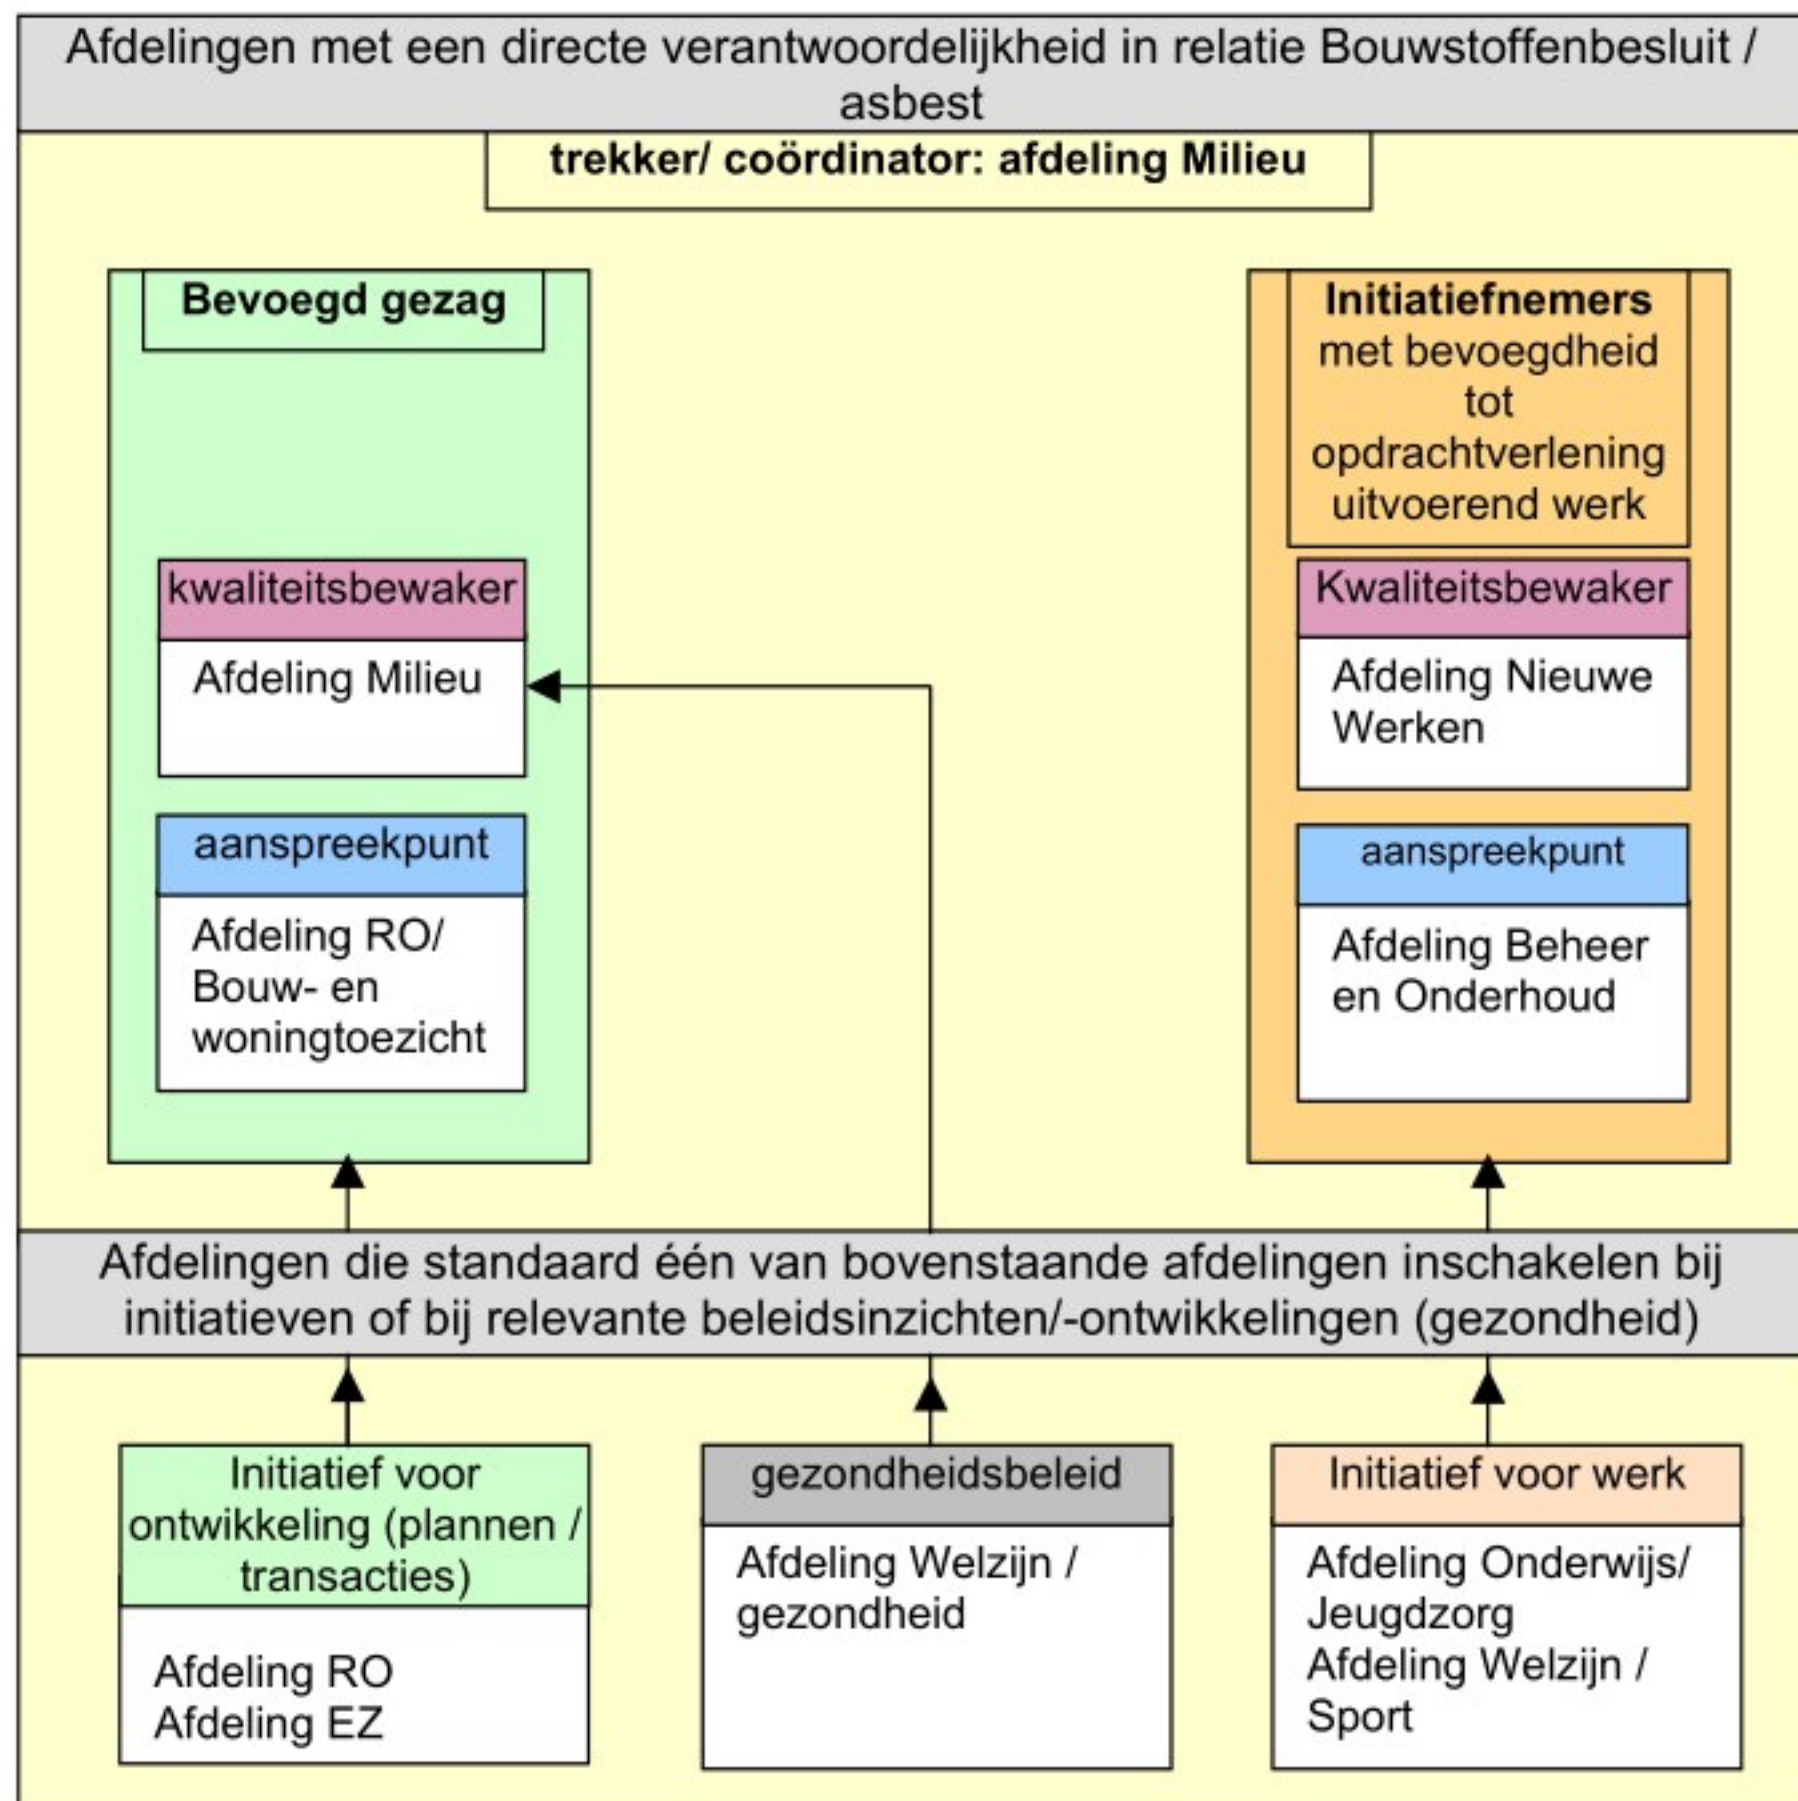 Afdelingen met een directe verantwoordelijkheid in relatie Bouwstoffenbesluit /
asbest
trekker/ coördinator: afdeling Milieu
Bevoegd gezag
kwaliteitsbewaker
Afdeling Milieu
aanspreekpunt
Afdeling RO/
Bouw- en
woningtoezicht
Initiatiefnemers
met bevoegdheid
tot
opdrachtverlening
uitvoerend werk
Kwaliteitsbewaker
Afdeling Nieuwe
Werken
aanspreekpunt
Afdeling Beheer
en Onderhoud
Afdelingen die standaard één van bovenstaande afdelingen inschakelen bij
initiatieven of bij relevante beleidsinzichten/-ontwikkelingen (gezondheid)
Initiatief voor
ontwikkeling (plannen /
transacties)
Afdeling RO
Afdeling EZ
gezondheidsbeleid
Afdeling Welzijn /
gezondheid
Initiatief voor werk
Afdeling Onderwijs/
Jeugdzorg
Afdeling Welzijn /
Sport